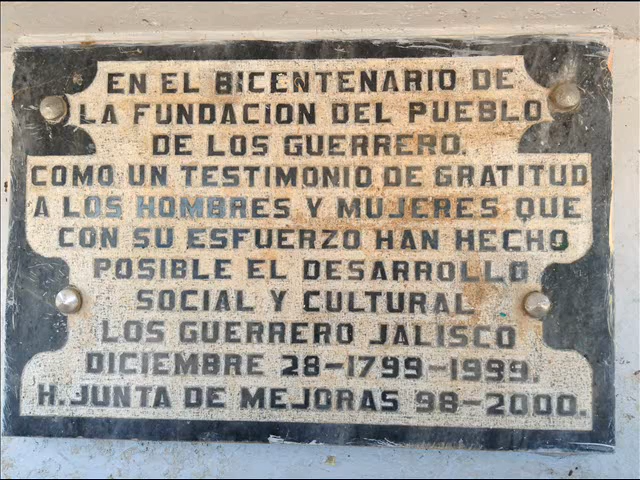 EN EL BICENTENARIO DE
LA FUNDACION DEL PUEBLO
DE LOS GUERRERO.
COMO UN TESTIMONIO DE GRATITUD
A LOS HOMBRES Y MUJERES QUE
CON SU ESFUERZO HAN HECHO
POSIBLE EL DESARROLLO
SOCIAL Y CULTURAL
LOS GUERRERO JALISCO
DICIEMBRE 28-1799-1999.
H. JUNTA DE MEJORAS 98-2000.